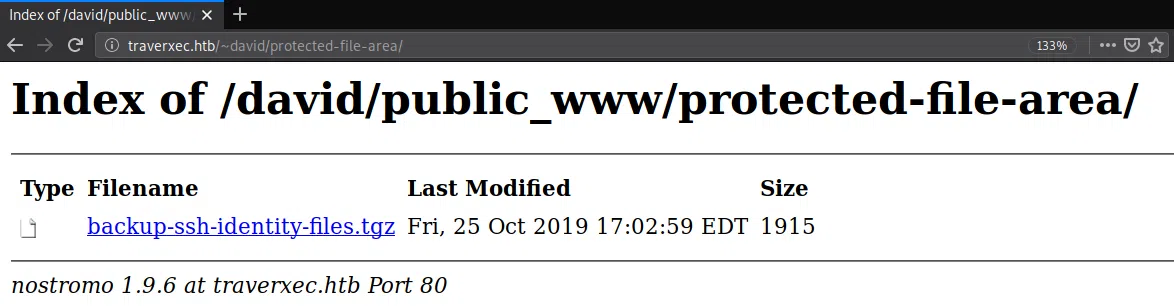 Index of /david/public_www/
traverxec.htb/~david/protected-file-area/ 133%
Index of /david/public_www/protected-file-area/
Type Filename Last Modified Size
backup-ssh-identity-files.tgz Fri, 25 Oct 2019 17:02:59 EDT 1915
nostromo 1.9.6 at traverxec.htb Port 80